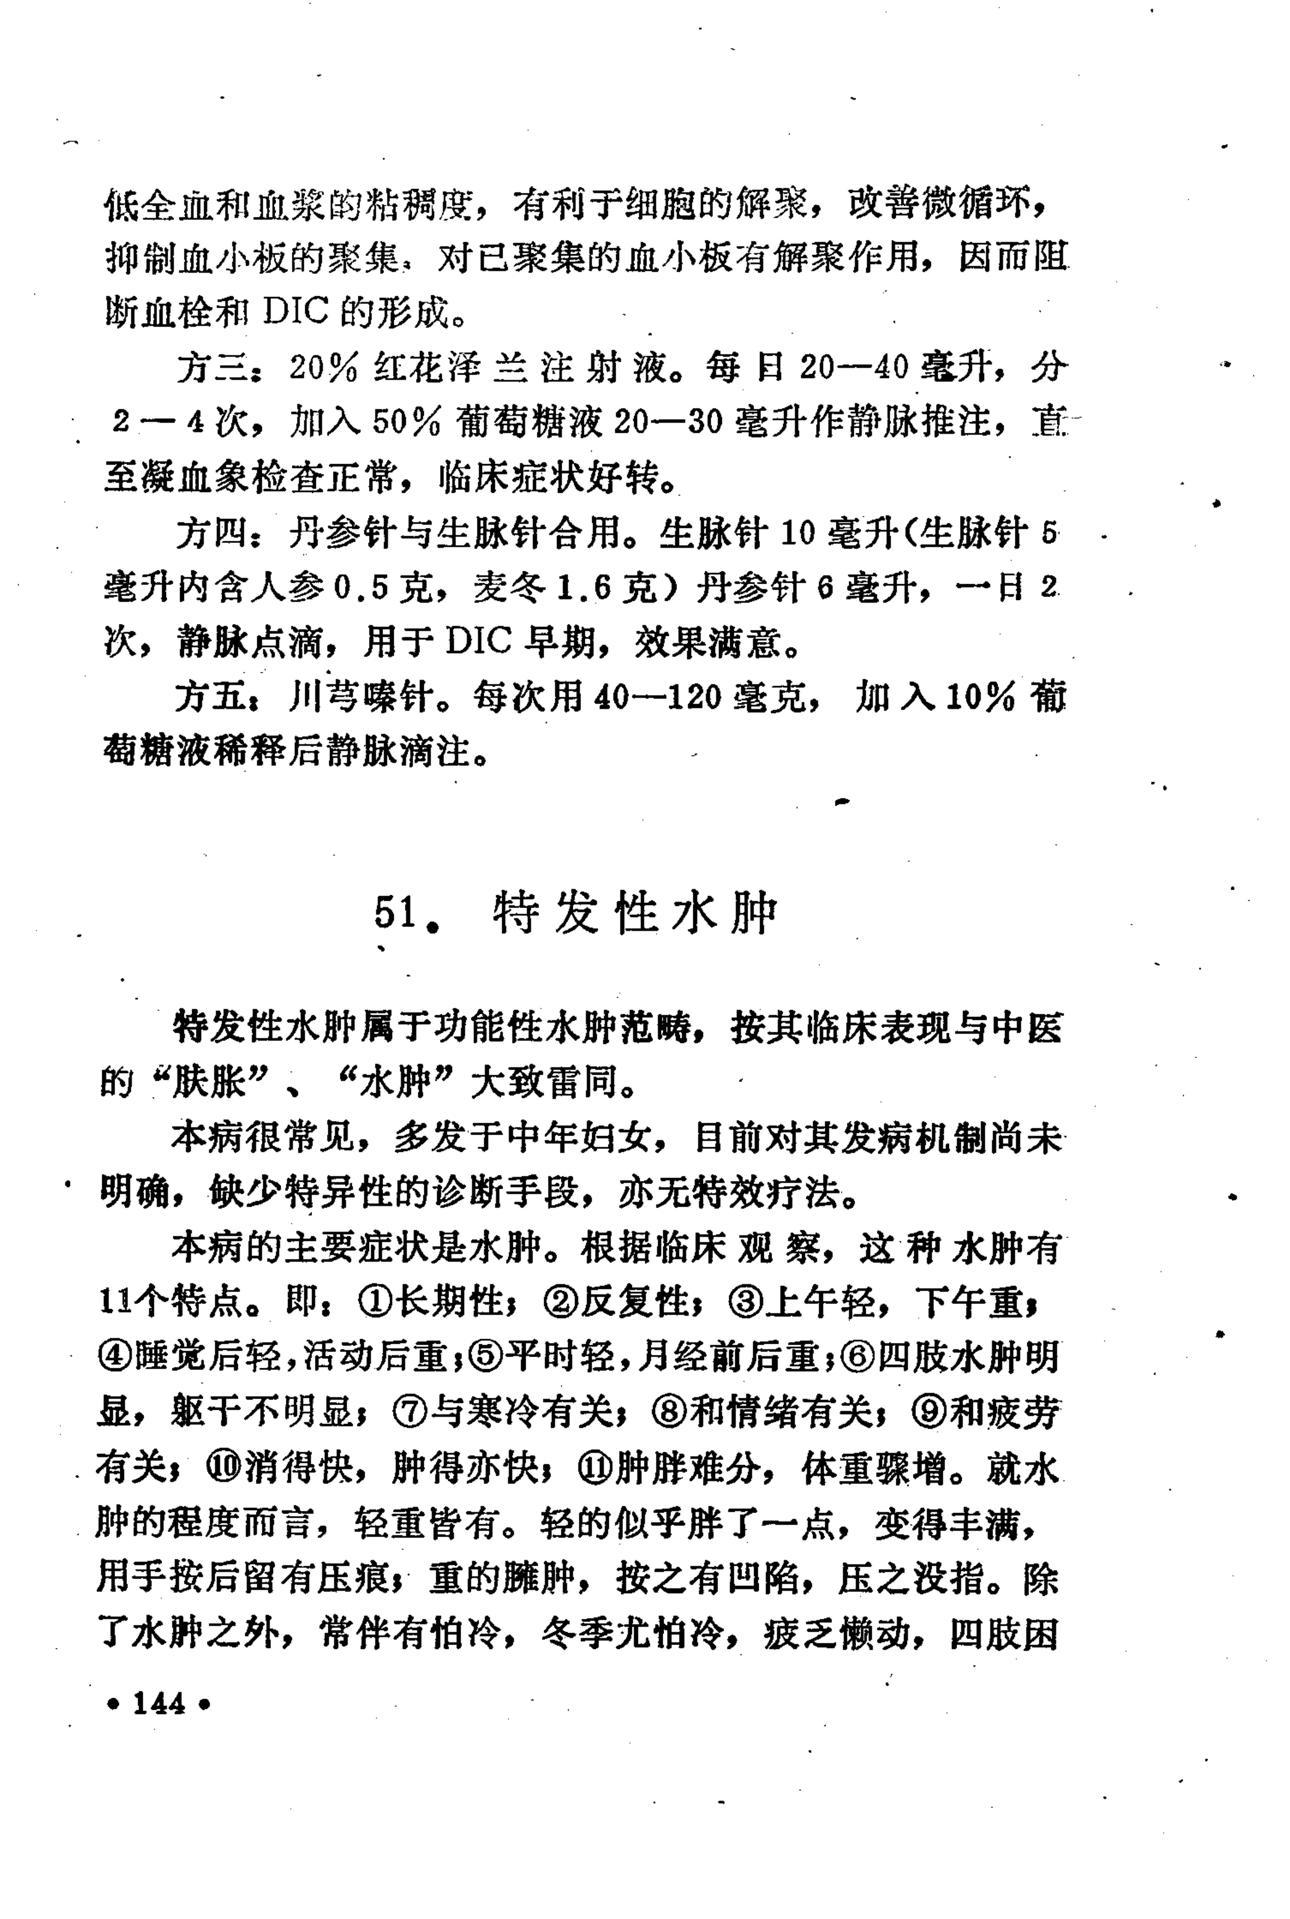 低全血和血浆的粘稠度，有利于细胞的解聚，改善微循环，
抑制血小板的聚集，对已聚集的血小板有解聚作用，因而阻
断血栓和 DIC 的形成。
方三：20％红花泽兰注射液。每日20—40毫升，分
2—4次，加入50％葡萄糖液20—30毫升作静脉推注，直
至凝血象检查正常，临床症状好转。
方四：丹参针与生脉针合用。生脉针10毫升(生脉针5
毫升内含人参0.5克，麦冬1.6克）丹参针6毫升，一日2
次，静脉点滴，用于DIC早期，效果满意。
方五：川芎嗪针。每次用40—120毫克，加入10％葡
萄糖液稀释后静脉滴注。
51．特发性水肿
特发性水肿属于功能性水肿范畴，按其临床表现与中医
的“肤胀”、“水肿”大致雷同。
本病很常见，多发于中年妇女，目前对其发病机制尚未
明确，缺少特异性的诊断手段，亦无特效疗法。
本病的主要症状是水肿。根据临床观察，这种水肿有
11个特点。即：①长期性；②反复性；③上午轻，下午重；
④睡觉后轻，活动后重；⑤平时轻，月经前后重；⑥四肢水肿明
显，躯干不明显；⑦与寒冷有关；⑧和情绪有关；⑨和疲劳
有关；⑩消得快，肿得亦快；⑪肿胖难分，体重骤增。就水
肿的程度而言，轻重皆有。轻的似乎胖了一点，变得丰满，
用手按后留有压痕；重的臃肿，按之有凹陷，压之没指。除
了水肿之外，常伴有怕冷，冬季尤怕冷，疲乏懒动，四肢困
•144•